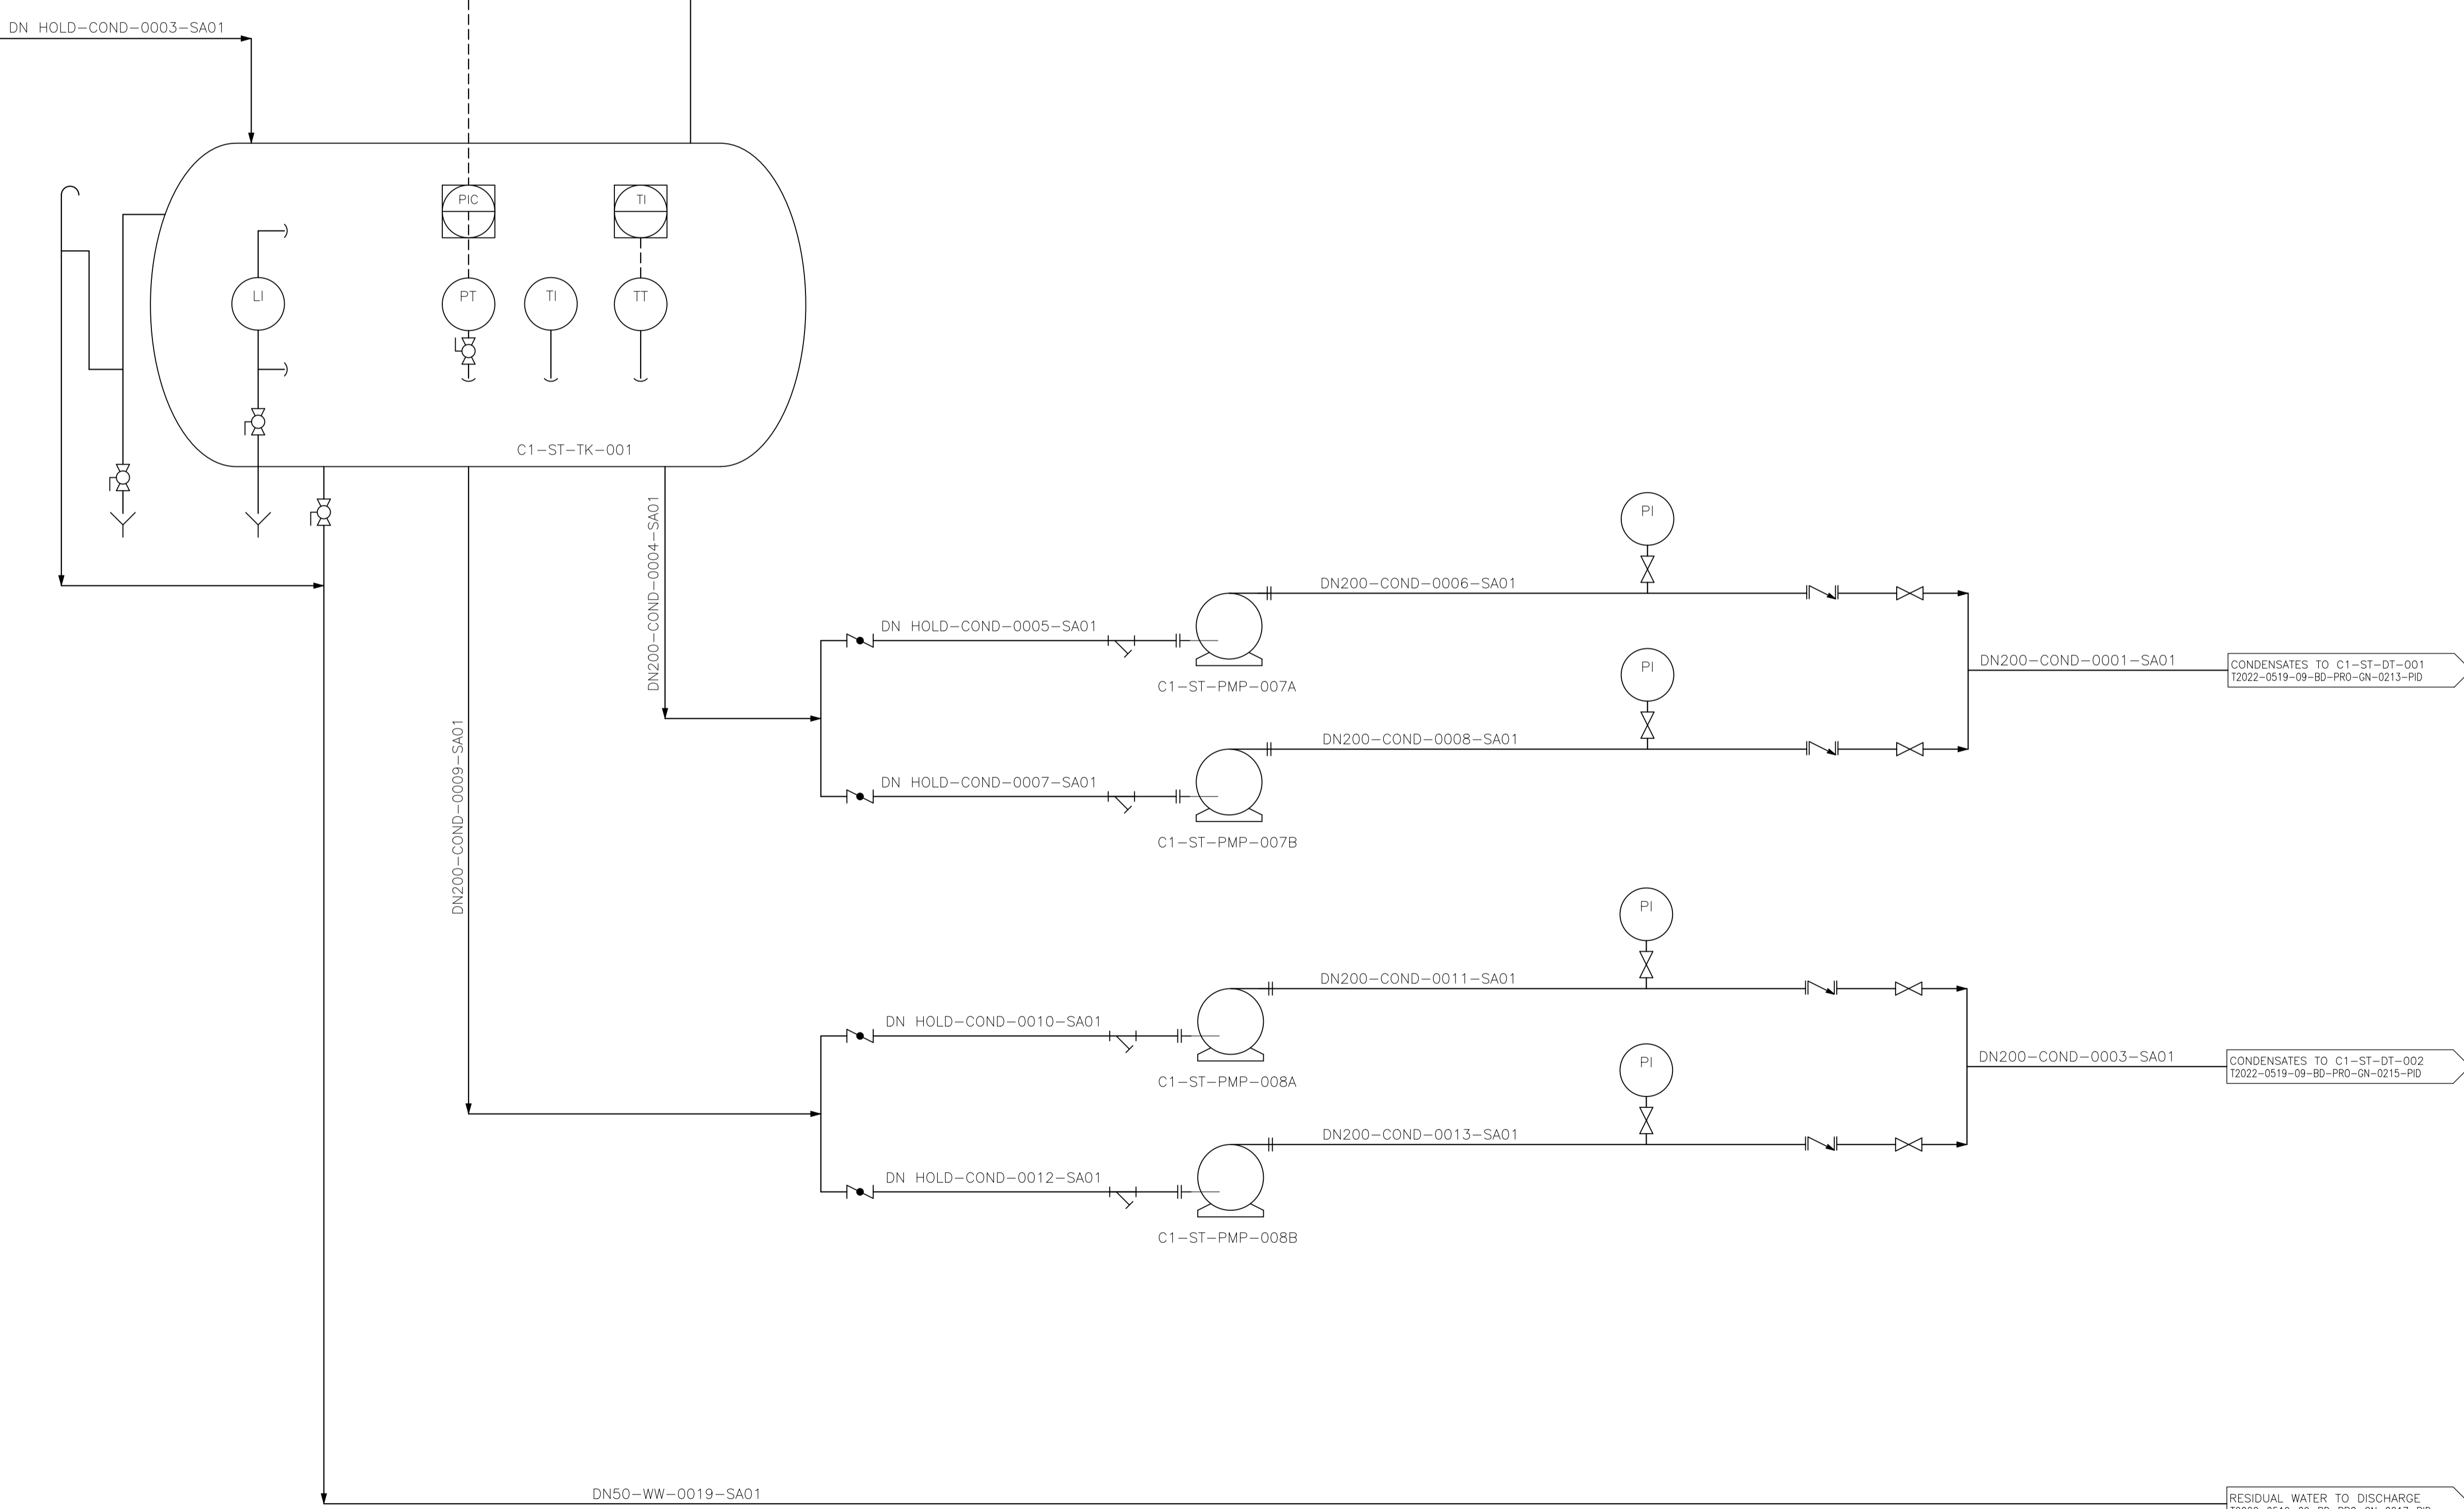 DN HOLD-COND-0003-SA01
PIC
TI
LI
PT
TI
TT
C1-ST-TK-001
DN200-COND-0004-SA01
DN200-COND-0009-SA01
PI
DN200-COND-0006-SA01
DN HOLD-COND-0005-SA01
C1-ST-PMP-007A
PI
DN200-COND-0001-SA01
CONDENSATES TO C1-ST-DT-001
T2022-0519-09-BD-PRO-GN-0213-PID
DN200-COND-0008-SA01
DN HOLD-COND-0007-SA01
C1-ST-PMP-007B
PI
DN200-COND-0011-SA01
DN HOLD-COND-0010-SA01
C1-ST-PMP-008A
PI
DN200-COND-0003-SA01
CONDENSATES TO C1-ST-DT-002
T2022-0519-09-BD-PRO-GN-0215-PID
DN200-COND-0013-SA01
DN HOLD-COND-0012-SA01
C1-ST-PMP-008B
DN50-WW-0019-SA01
RESIDUAL WATER TO DISCHARGE